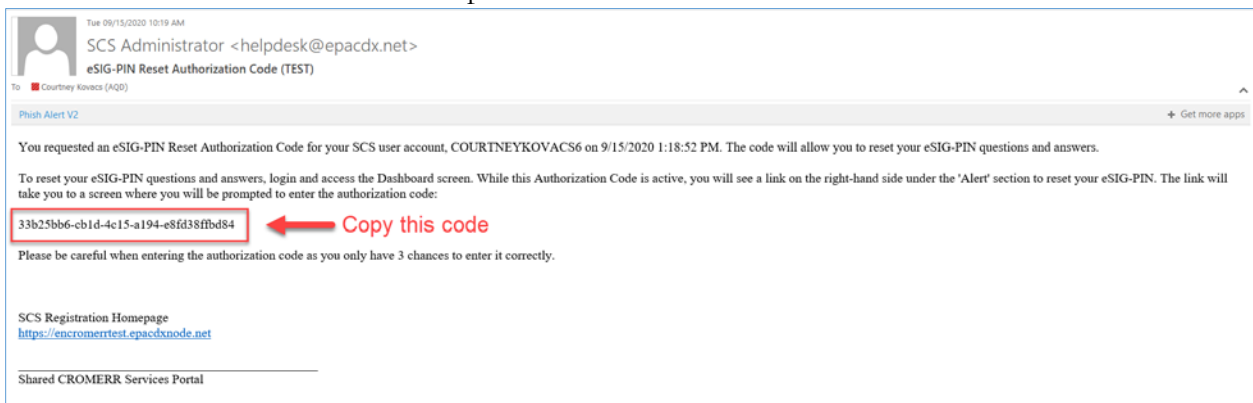 Tue 09/15/2020 10:19 AM
SCS Administrator <helpdesk@epacdx.net>
eSIG-PIN Reset Authorization Code (TEST)
To Courtney Kovacs (AQD)
Phish Alert V2 + Get more apps
You requested an eSIG-PIN Reset Authorization Code for your SCS user account, COURTNEYKOVACS6 on 9/15/2020 1:18:52 PM. The code will allow you to reset your eSIG-PIN questions and answers.
To reset your eSIG-PIN questions and answers, login and access the Dashboard screen. While this Authorization Code is active, you will see a link on the right-hand side under the 'Alert' section to reset your eSIG-PIN. The link will
take you to a screen where you will be prompted to enter the authorization code:
33b25bb6-cb1d-4c15-a194-e8fd38ffbd84 Copy this code
Please be careful when entering the authorization code as you only have 3 chances to enter it correctly.
SCS Registration Homepage
https://encromerrtest.epacdxnode.net
Shared CROMERR Services Portal